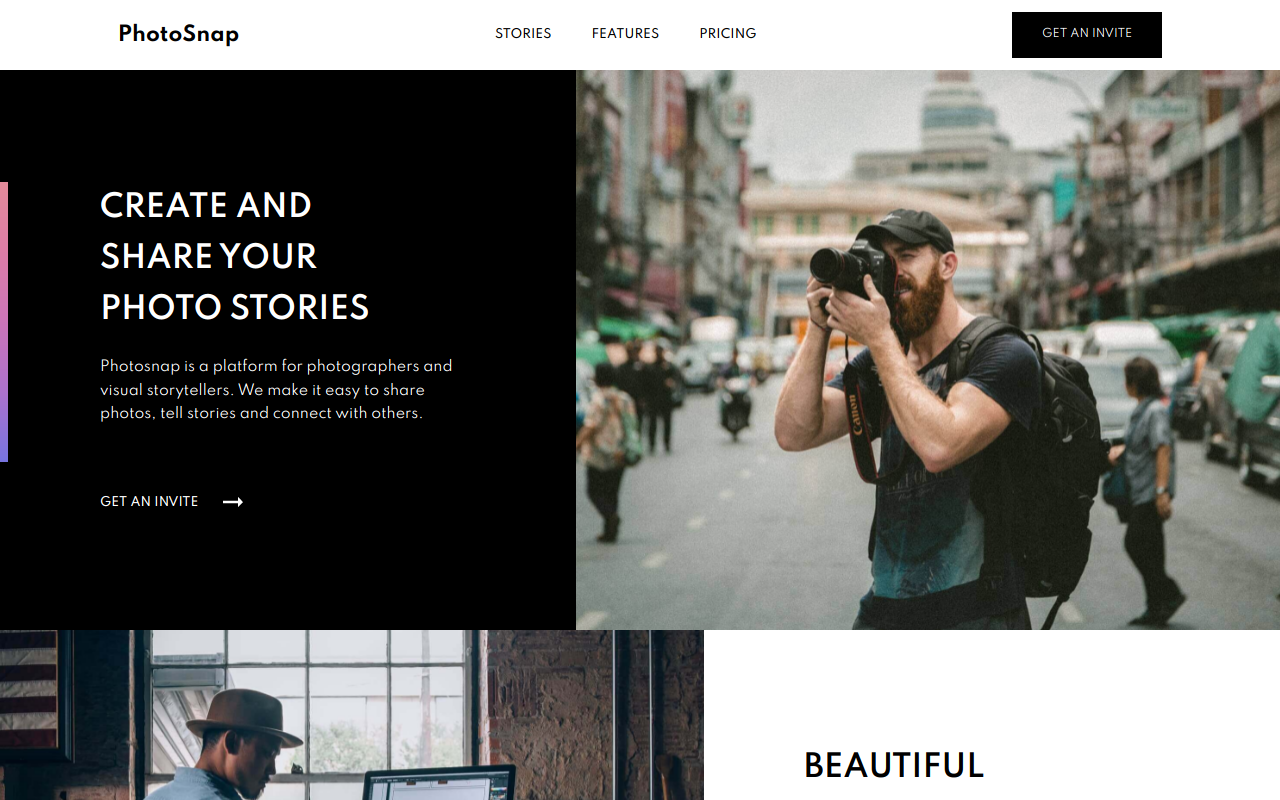 PhotoSnap
STORIES
FEATURES
PRICING
GET AN INVITE
CREATE AND
SHARE YOUR
PHOTO STORIES
Photosnap is a platform for photographers and
visual storytellers. We make it easy to share
photos, tell stories and connect with others.
GET AN INVITE
Canon
BEAUTIFUL